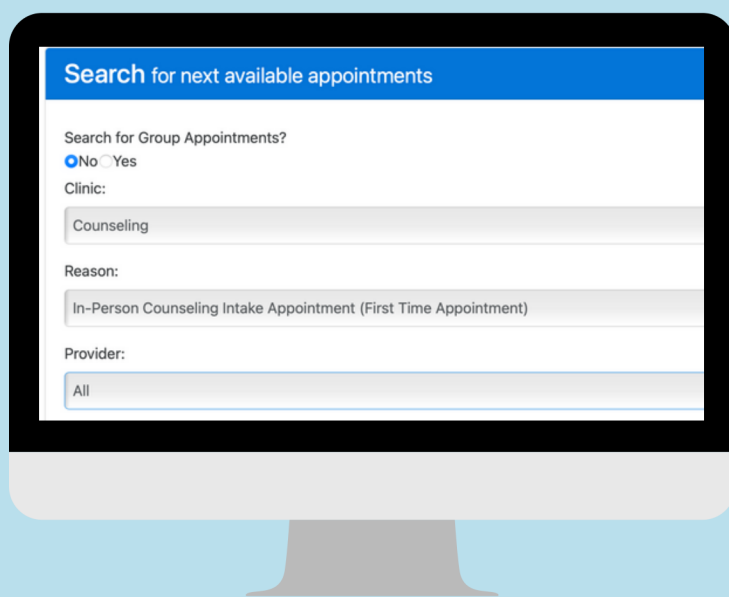 Search for next available appointments
Search for Group Appointments?
No Yes
Clinic:
Counseling
Reason:
In-Person Counseling Intake Appointment (First Time Appointment)
Provider:
All